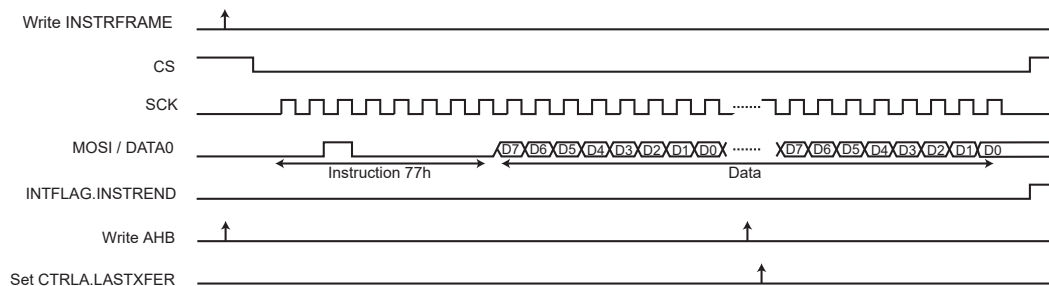 Write INSTRFRAME
CS
SCK
MOSI / DATA0
D7 D6 D5 D4 D3 D2 D1 D0 D7 D6 D5 D4 D3 D2 D1 D0
Instruction 77h Data
INTFLAG.INSTREND
Write AHB
Set CTRLA.LASTXFER